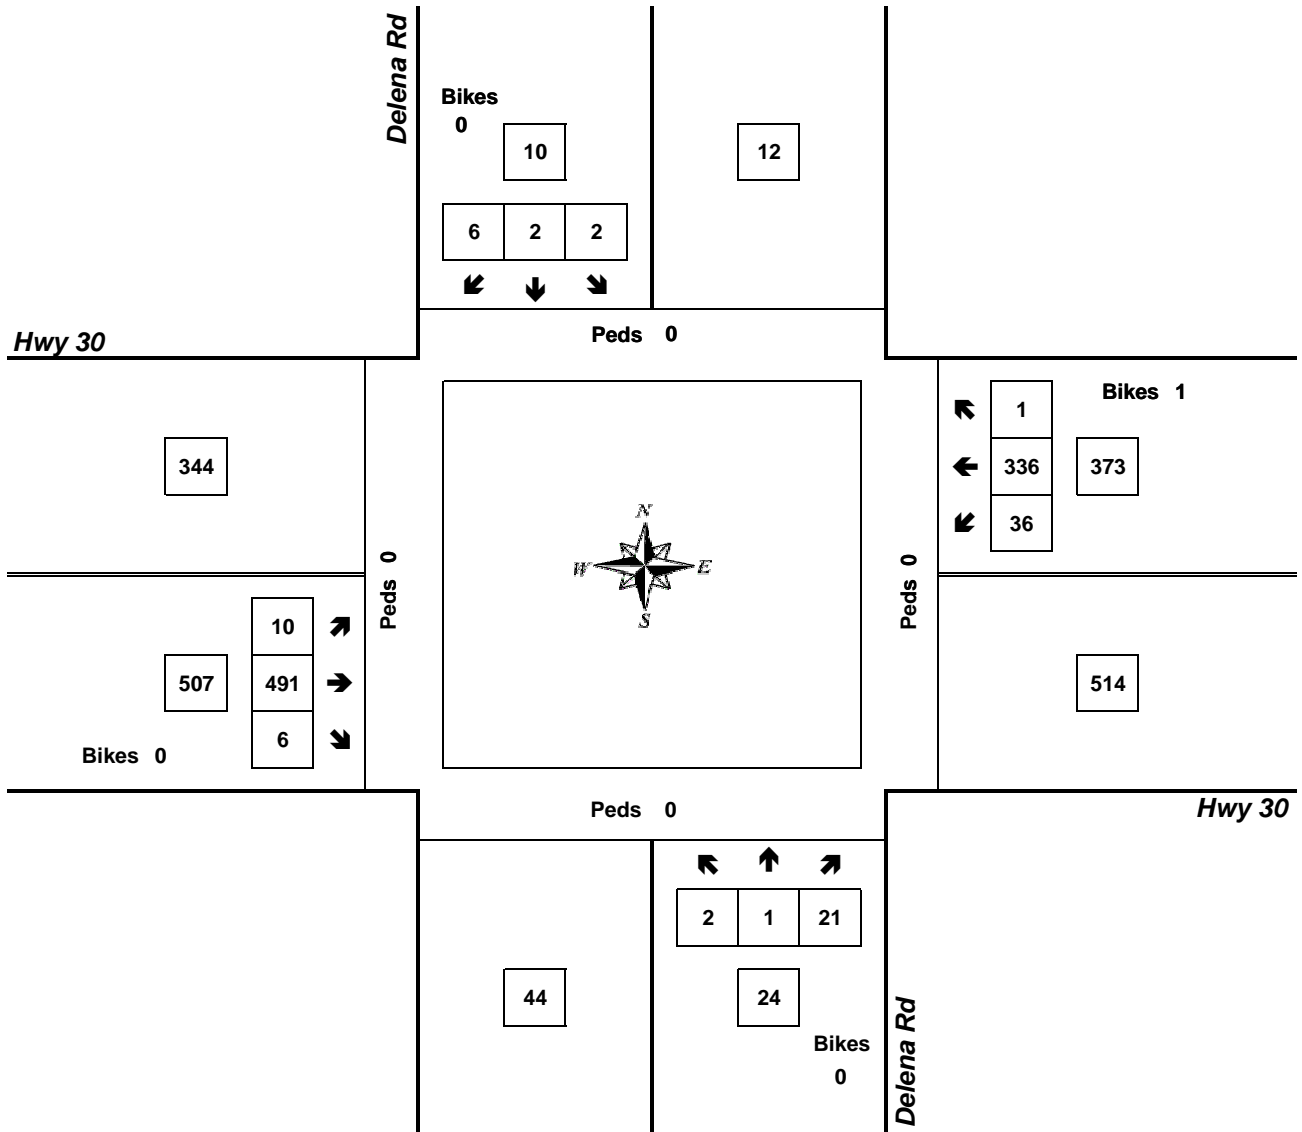 Delena Rd
Bikes
0
10
12
6 2 2
Peds 0
Hwy 30
1
Bikes 1
344
336
373
N
36
W E
Peds 0
Peds 0
S
10
507
491
514
6
Bikes 0
Peds 0
Hwy 30
2 1 21
44
24
Bikes
0
Delena Rd